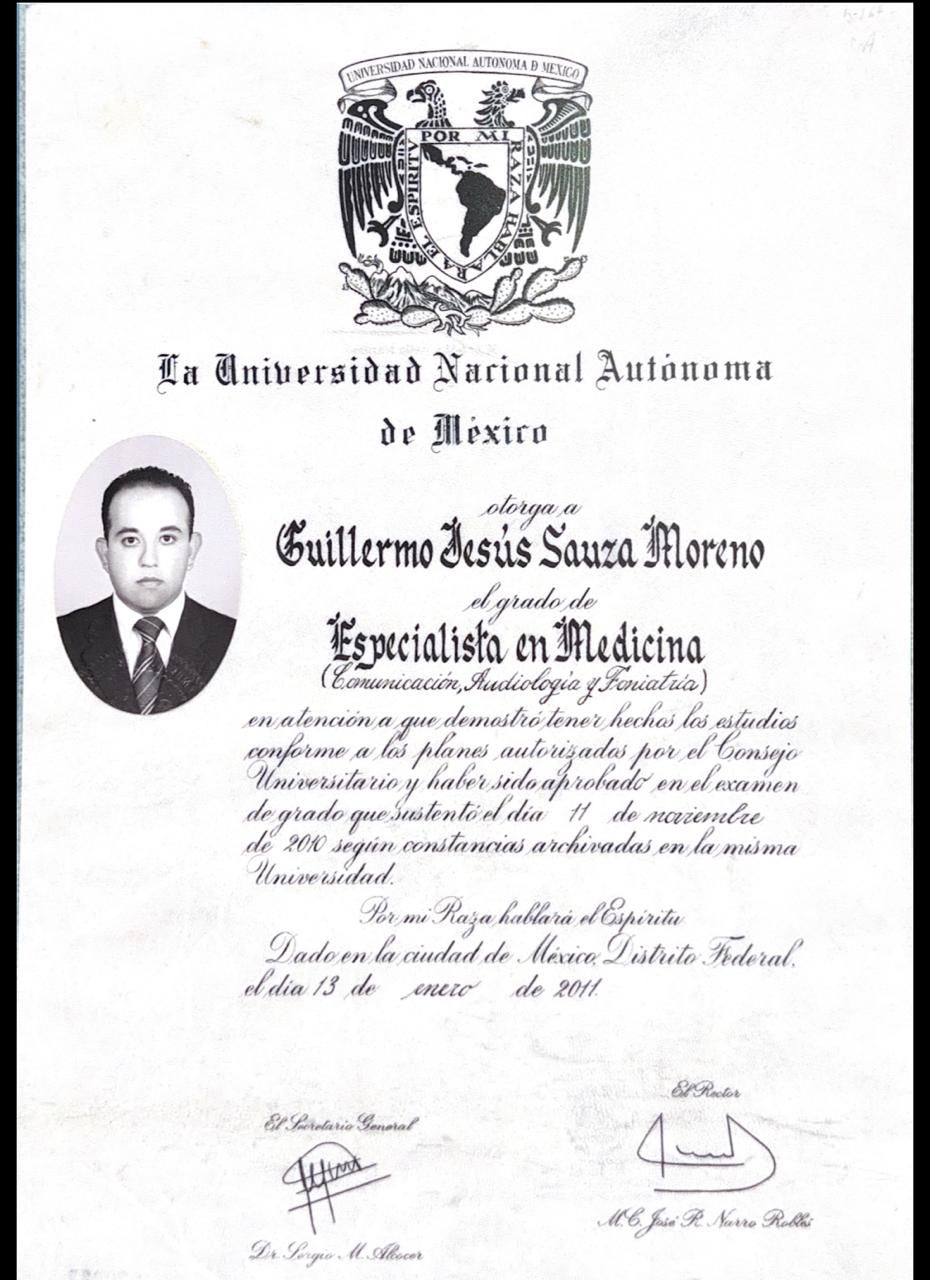 UNIVERSIDAD NACIONAL AUTONOMA D MEXICO
POR MI RAZA HABLARA EL ESPIRITU
La Universidad Nacional Autónoma
de México
otorga a
Guillermo Jesús Sauza Moreno
el grado de
Especialista en Medicina
(Comunicación, Audiología y Foniatría)
en atención a que demostró tener hechos los estudios
conforme a los planes autorizados por el Consejo
Universitario y haber sido aprobado en el examen
de grado que sustentó el día 11 de noviembre
de 2010 según constancias archivadas en la misma
Universidad.
Por mi Raza hablará el Espíritu
Dado en la ciudad de México, Distrito Federal,
el día 13 de enero de 2011.
El Rector
El Secretario General
M.C. José R. Narro Robles
Dr. Sergio M. Alcocer